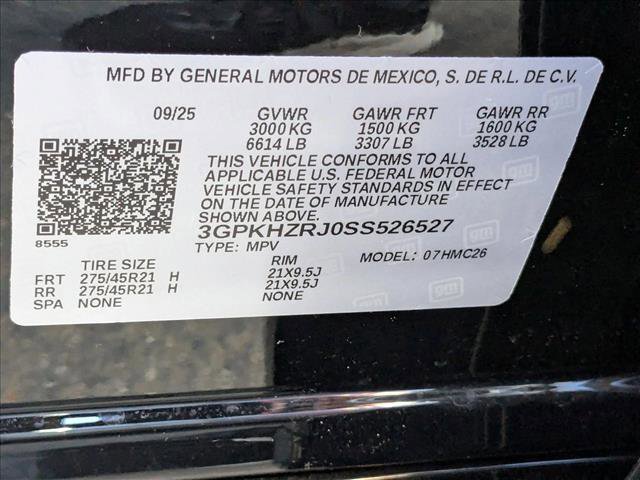 MFD BY GENERAL MOTORS DE MEXICO, S. DE R.L. DE C.V.
09/25 GVWR GAWR FRT GAWR RR
3000 KG 1500 KG 1600 KG
6614 LB 3307 LB 3528 LB
THIS VEHICLE CONFORMS TO ALL
APPLICABLE U.S. FEDERAL MOTOR
VEHICLE SAFETY STANDARDS IN EFFECT
ON THE DATE OF MANUFACTURE
SHOWN ABOVE.
8555
3GPKHZRJ0SS526527
TYPE: MPV MODEL: 07HMC26
TIRE SIZE RIM
FRT 275/45R21 H 21X9.5J
RR 275/45R21 H 21X9.5J
SPA NONE NONE
gm